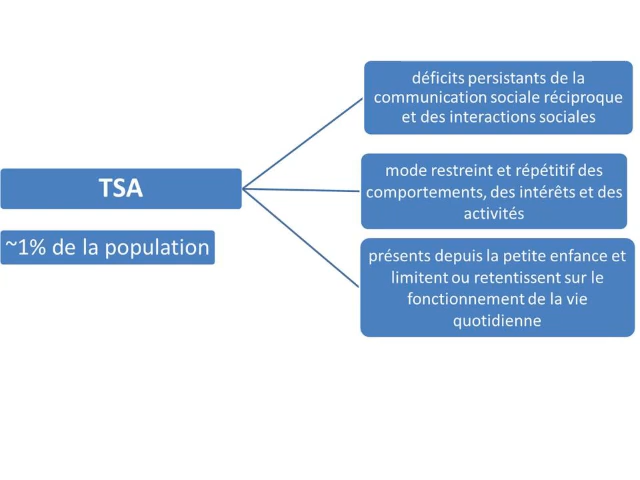 TSA
~1% de la population
déficits persistants de la
communication sociale réciproque
et des interactions sociales
mode restreint et répétitif des
comportements, des intérêts et des
activités
présents depuis la petite enfance et
limitent ou retentissent sur le
fonctionnement de la vie
quotidienne